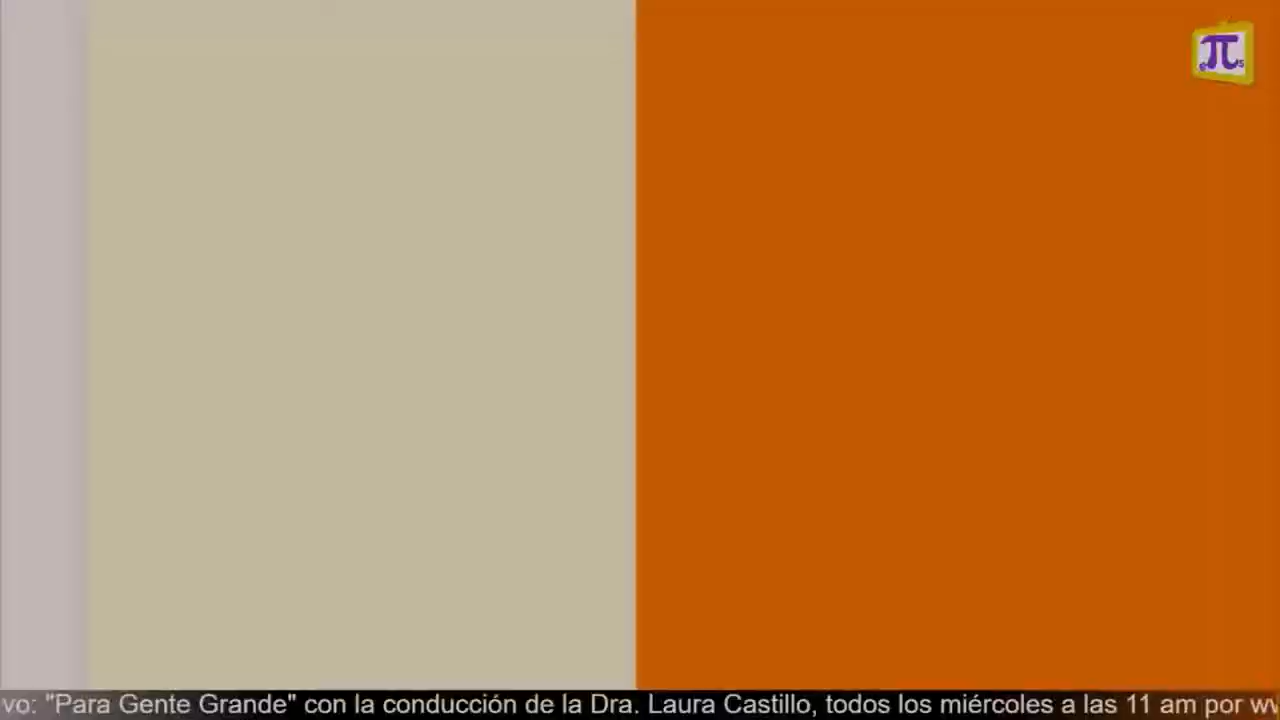 π
vo: "Para Gente Grande" con la conducción de la Dra. Laura Castillo, todos los miércoles a las 11 am por